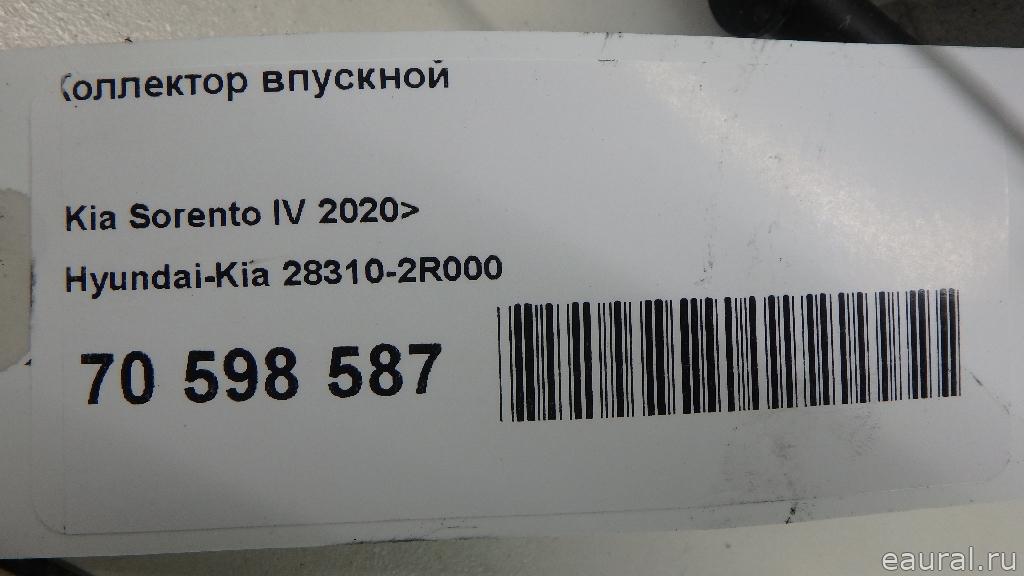 Коллектор впускной
Kia Sorento IV 2020>
Hyundai-Kia 28310-2R000
70 598 587
eaural.ru